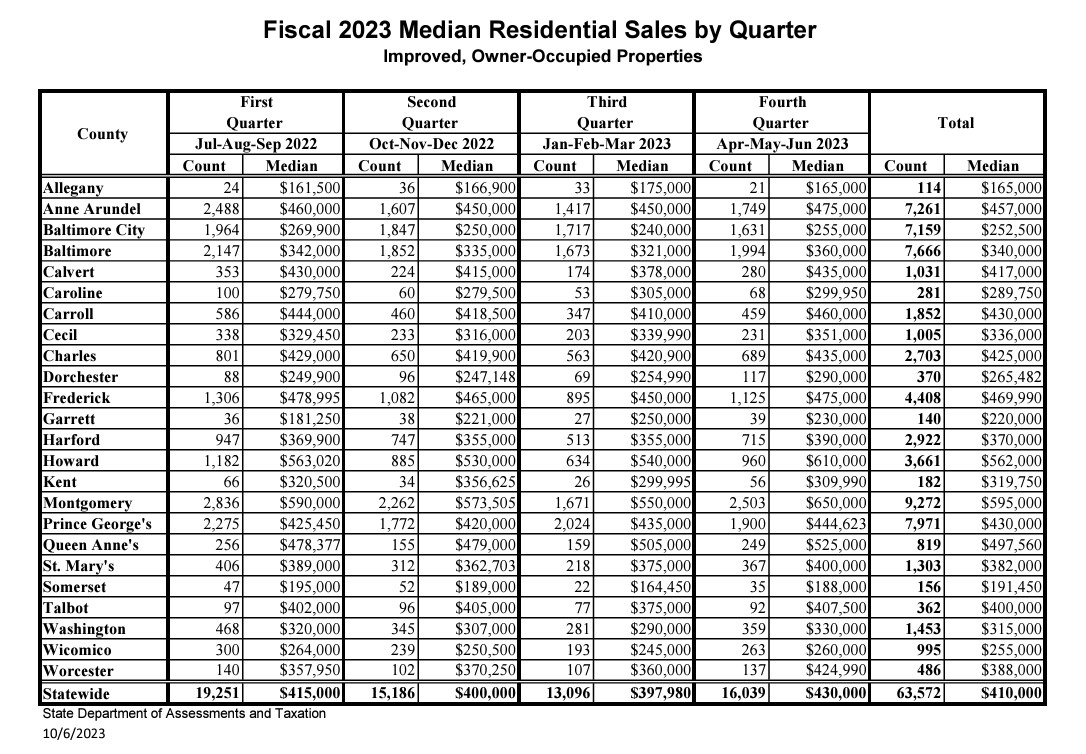 Fiscal 2023 Median Residential Sales by Quarter
Improved, Owner-Occupied Properties
County First Quarter Second Quarter Third Quarter Fourth Quarter Total
Jul-Aug-Sep 2022 Oct-Nov-Dec 2022 Jan-Feb-Mar 2023 Apr-May-Jun 2023
Count Median Count Median Count Median Count Median Count Median
Allegany 24 $161,500 36 $166,900 33 $175,000 21 $165,000 114 $165,000
Anne Arundel 2,488 $460,000 1,607 $450,000 1,417 $450,000 1,749 $475,000 7,261 $457,000
Baltimore City 1,964 $269,900 1,847 $250,000 1,717 $240,000 1,631 $255,000 7,159 $252,500
Baltimore 2,147 $342,000 1,852 $335,000 1,673 $321,000 1,994 $360,000 7,666 $340,000
Calvert 353 $430,000 224 $415,000 174 $378,000 280 $435,000 1,031 $417,000
Caroline 100 $279,750 60 $279,500 53 $305,000 68 $299,950 281 $289,750
Carroll 586 $444,000 460 $418,500 347 $410,000 459 $460,000 1,852 $430,000
Cecil 338 $329,450 233 $316,000 203 $339,990 231 $351,000 1,005 $336,000
Charles 801 $429,000 650 $419,900 563 $420,900 689 $435,000 2,703 $425,000
Dorchester 88 $249,900 96 $247,148 69 $254,990 117 $290,000 370 $265,482
Frederick 1,306 $478,995 1,082 $465,000 895 $450,000 1,125 $475,000 4,408 $469,990
Garrett 36 $181,250 38 $221,000 27 $250,000 39 $230,000 140 $220,000
Harford 947 $369,900 747 $355,000 513 $355,000 715 $390,000 2,922 $370,000
Howard 1,182 $563,020 885 $530,000 634 $540,000 960 $610,000 3,661 $562,000
Kent 66 $320,500 34 $356,625 26 $299,995 56 $309,990 182 $319,750
Montgomery 2,836 $590,000 2,262 $573,505 1,671 $550,000 2,503 $650,000 9,272 $595,000
Prince George's 2,275 $425,450 1,772 $420,000 2,024 $435,000 1,900 $444,623 7,971 $430,000
Queen Anne's 256 $478,377 155 $479,000 159 $505,000 249 $525,000 819 $497,560
St. Mary's 406 $389,000 312 $362,703 218 $375,000 367 $400,000 1,303 $382,000
Somerset 47 $195,000 52 $189,000 22 $164,450 35 $188,000 156 $191,450
Talbot 97 $402,000 96 $405,000 77 $375,000 92 $407,500 362 $400,000
Washington 468 $320,000 345 $307,000 281 $290,000 359 $330,000 1,453 $315,000
Wicomico 300 $264,000 239 $250,500 193 $245,000 263 $260,000 995 $255,000
Worcester 140 $357,950 102 $370,250 107 $360,000 137 $424,990 486 $388,000
Statewide 19,251 $415,000 15,186 $400,000 13,096 $397,980 16,039 $430,000 63,572 $410,000
State Department of Assessments and Taxation
10/6/2023